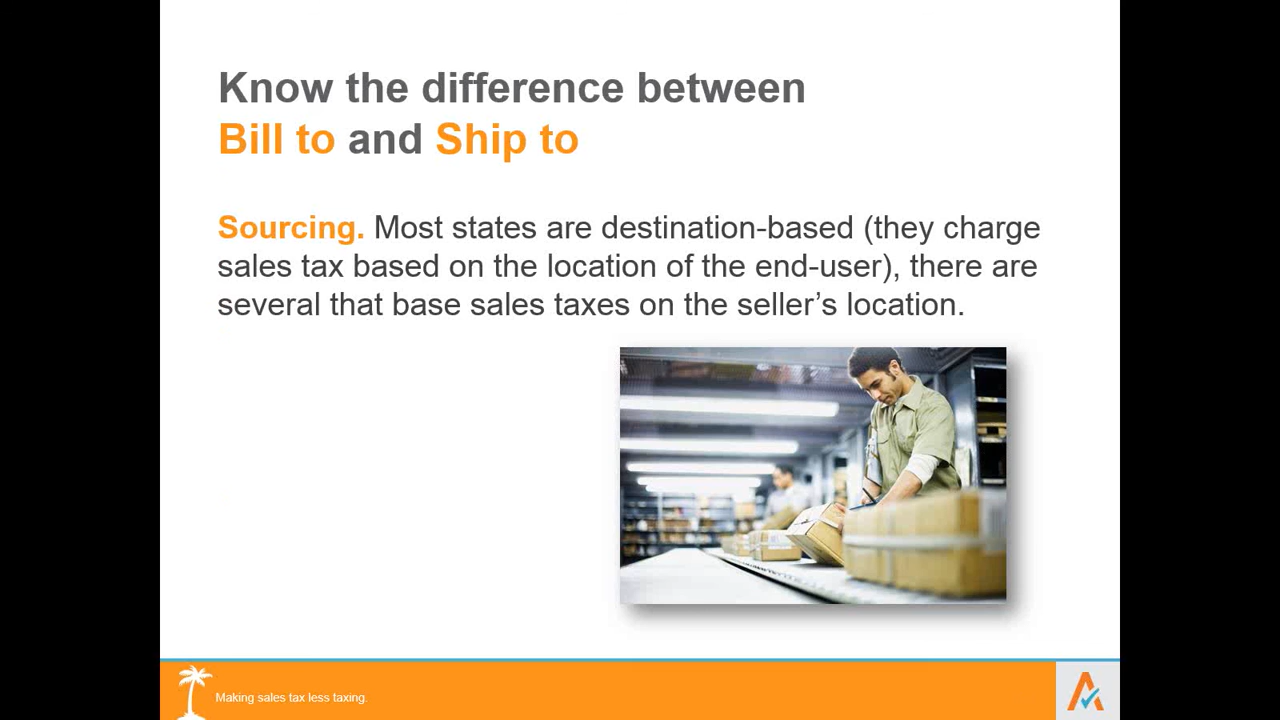 Know the difference between
Bill to and Ship to
Sourcing. Most states are destination-based (they charge
sales tax based on the location of the end-user), there are
several that base sales taxes on the seller’s location.
Making sales tax less taxing.